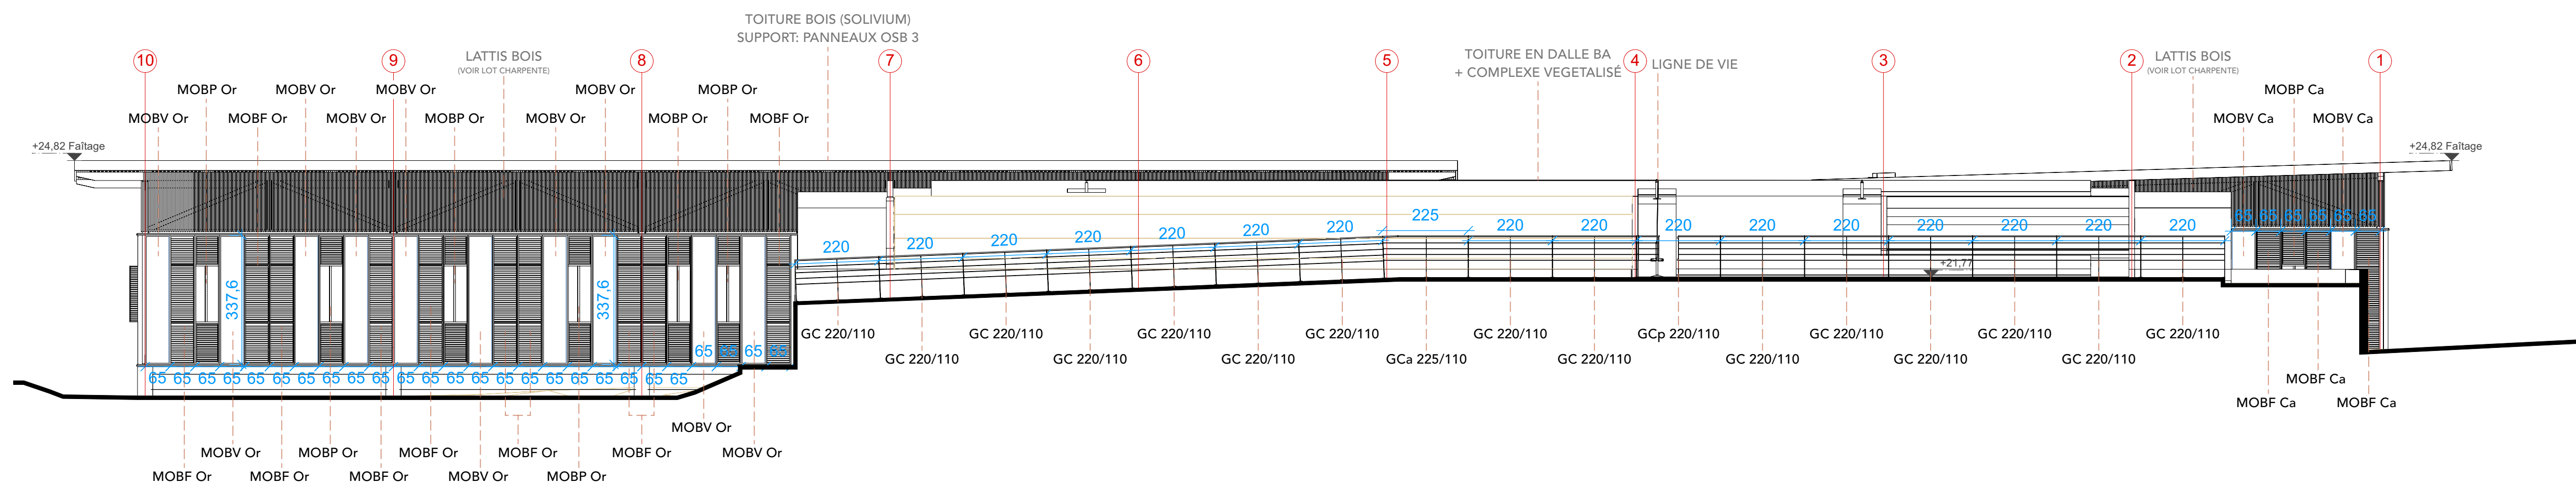 TOITURE BOIS (SOLIVIUM)
SUPPORT: PANNEAUX OSB 3
LATTIS BOIS
(VOIR LOT CHARPENTE)
TOITURE EN DALLE BA
+ COMPLEXE VEGETALISÉ
LIGNE DE VIE
LATTIS BOIS
(VOIR LOT CHARPENTE)
10 9 8 7 6 5 4 3 2 1
MOBP Or MOBV Or MOBV Or MOBV Or MOBP Or MOBP Ca
MOBV Or MOBF Or MOBV Or MOBP Or MOBV Or MOBP Or MOBF Or MOBV Ca MOBV Ca
+24,82 Faîtage +24,82 Faîtage
220 220 220 220 220 220 220 225 220 220 220 220 220 220 220 220 220 65 65 65 65 65 65
+21,77
337,6 337,6
GC 220/110 GC 220/110 GC 220/110 GC 220/110 GC 220/110 GCp 220/110 GC 220/110 GC 220/110 GC 220/110
GC 220/110 GC 220/110 GC 220/110 GCa 225/110 GC 220/110 GC 220/110 GC 220/110 GC 220/110
65 65 65 65
65 65 65 65 65 65 65 65 65 65 65 65 65 65 65 65 65 65 65 65 65 65
MOBF Ca
MOBF Ca MOBF Ca
MOBV Or
MOBV Or MOBP Or MOBF Or MOBF Or MOBF Or MOBV Or
MOBF Or MOBF Or MOBF Or MOBV Or MOBP Or